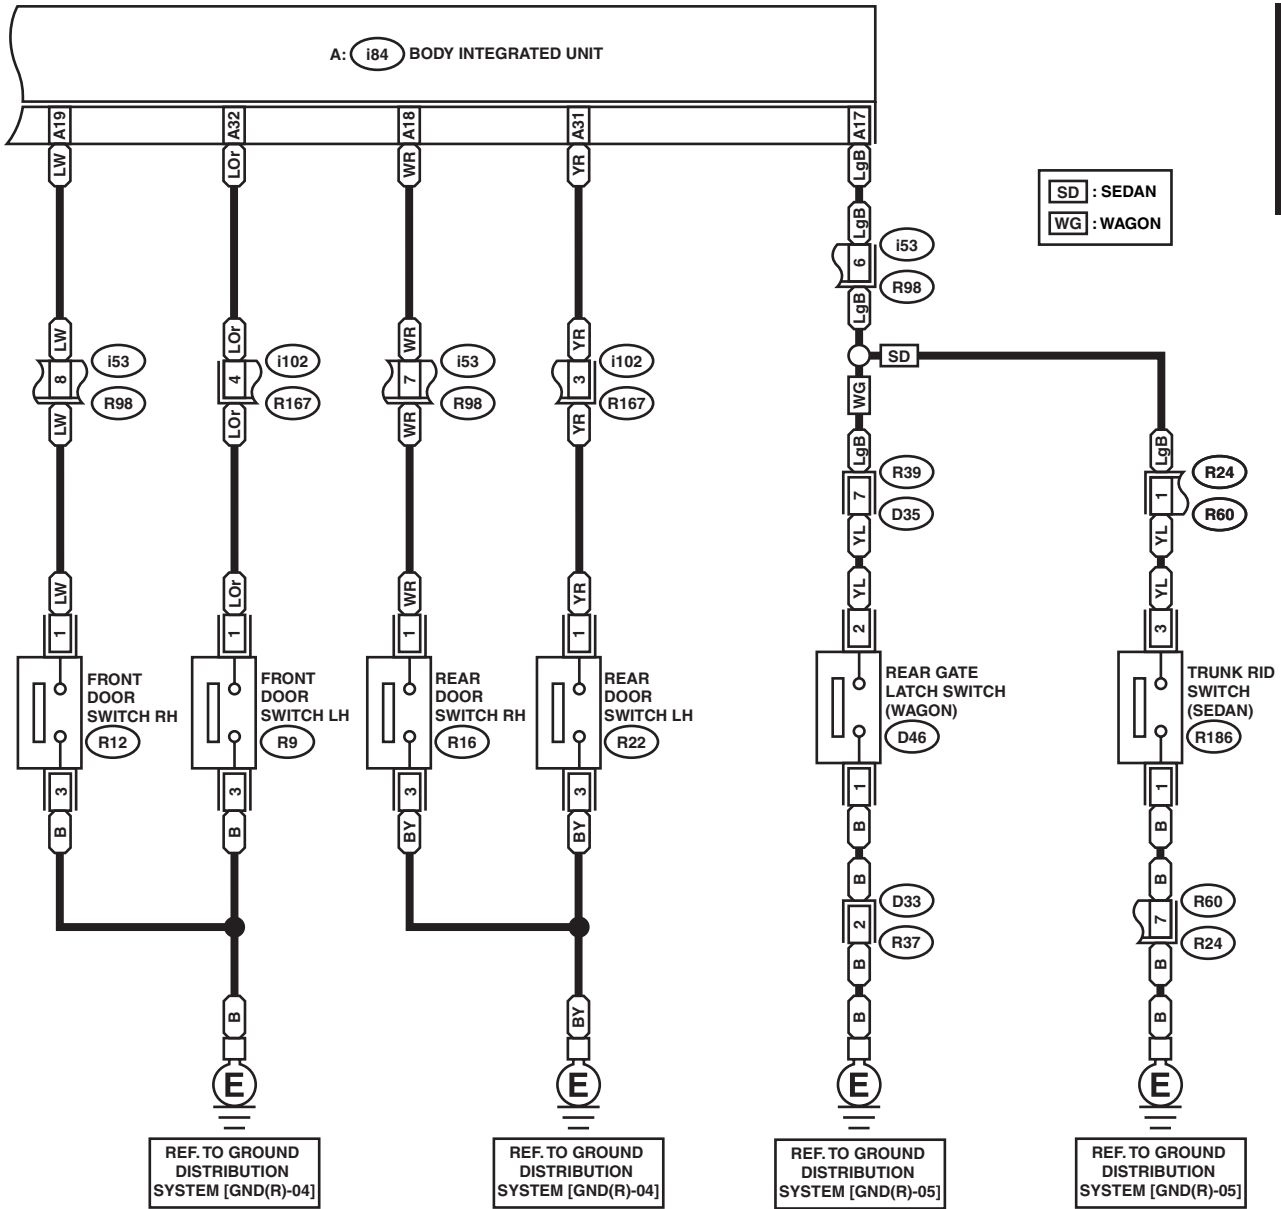 A: i84 BODY INTEGRATED UNIT
A19 A32 A18 A31 A17
LW LOr WR YR LgB
SD : SEDAN
WG : WAGON
LgB
6 i53
R98
LgB
SD
WG
LW LOr WR YR
8 i53 4 i102 7 i53 3 i102
R98 R167 R98 R167
LW LOr WR YR
LgB LgB
7 R39 1 R24
D35 R60
YL YL
LW LOr WR YR YL YL
1 1 1 1 2 3
FRONT
DOOR
SWITCH RH
R12
FRONT
DOOR
SWITCH LH
R9
REAR
DOOR
SWITCH RH
R16
REAR
DOOR
SWITCH LH
R22
REAR GATE
LATCH SWITCH
(WAGON)
D46
TRUNK RID
SWITCH
(SEDAN)
R186
3 3 3 3 1 1
B B BY BY B B
B B
2 D33 7 R60
R37 R24
B B
B BY B B
E E E E
REF. TO GROUND
DISTRIBUTION
SYSTEM [GND(R)-04]
REF. TO GROUND
DISTRIBUTION
SYSTEM [GND(R)-04]
REF. TO GROUND
DISTRIBUTION
SYSTEM [GND(R)-05]
REF. TO GROUND
DISTRIBUTION
SYSTEM [GND(R)-05]